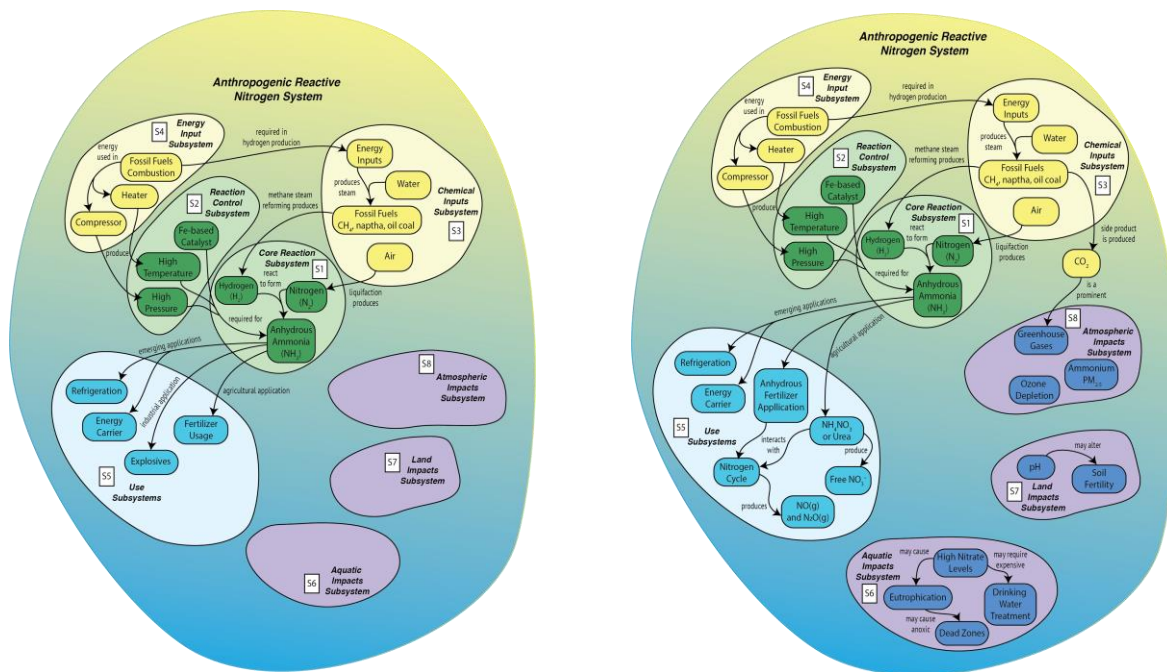 Anthropogenic Reactive
Nitrogen System
S4
Energy
Input
Subsystem
energy
used in
Fossil Fuels
Combustion
Heater
Compressor
required in
hydrogen producion
Energy
Inputs
produces
steam
Water
Fossil Fuels
CH₄, naptha, oil coal
Chemical
Inputs
Subsystem
S3
Air
S2
Reaction
Control
Subsystem
methane steam
reforming produces
Fe-based
Catalyst
produce
High
Temperature
High
Pressure
Core Reaction
Subsystem
S1
Hydrogen
(H₂)
react
to form
Nitrogen
(N₂)
liquifaction
produces
required for
Anhydrous
Ammonia
(NH₃)
emerging applications
industrial application
agricultural application
Refrigeration
Energy
Carrier
Fertilizer
Usage
Explosives
S5
Use
Subsystems
S8
Atmospheric
Impacts
Subsystem
S7
Land
Impacts
Subsystem
S6
Aquatic
Impacts
Subsystem
Anthropogenic Reactive
Nitrogen System
S4
Energy
Input
Subsystem
energy
used in
Fossil Fuels
Combustion
Heater
Compressor
required in
hydrogen producion
Energy
Inputs
produces
steam
Water
Fossil Fuels
CH₄, naptha, oil coal
Chemical
Inputs
Subsystem
S3
Air
S2
Reaction
Control
Subsystem
methane steam
reforming produces
Fe-based
Catalyst
produce
High
Temperature
High
Pressure
Core Reaction
Subsystem
S1
Hydrogen
(H₂)
react
to form
Nitrogen
(N₂)
liquifaction
produces
required for
Anhydrous
Ammonia
(NH₃)
side
product
is produced
CO₂
is a
prominent
emerging applications
agricultural application
Refrigeration
Energy
Carrier
Anhydrous
Fertilizer
Appllication
S5
Use
Subsystems
interacts
with
NH₄NO₃
or Urea
Nitrogen
Cycle
produce
Free NO₃⁻
produces
NO(g)
and N₂O(g)
S8
Greenhouse
Gases
Atmospheric
Impacts
Subsystem
Ammonium
PM₂.₅
Ozone
Depletion
may alter
pH
Soil
Fertility
S7
Land
Impacts
Subsystem
Aquatic
Impacts
Subsystem
S6
may cause
High Nitrate
Levels
may require
expensive
Eutrophication
Drinking
Water
Treatment
may cause
anoxic
Dead Zones